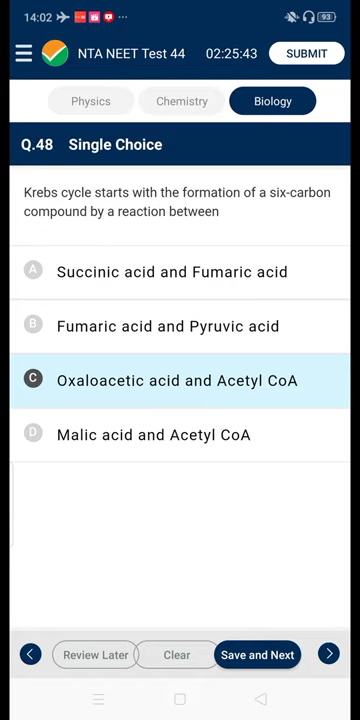 14:02 93
NTA NEET Test 44 02:25:43 SUBMIT
Physics Chemistry Biology
Q.48 Single Choice
Krebs cycle starts with the formation of a six-carbon
compound by a reaction between
A Succinic acid and Fumaric acid
B Fumaric acid and Pyruvic acid
C Oxaloacetic acid and Acetyl CoA
D Malic acid and Acetyl CoA
Review Later Clear Save and Next